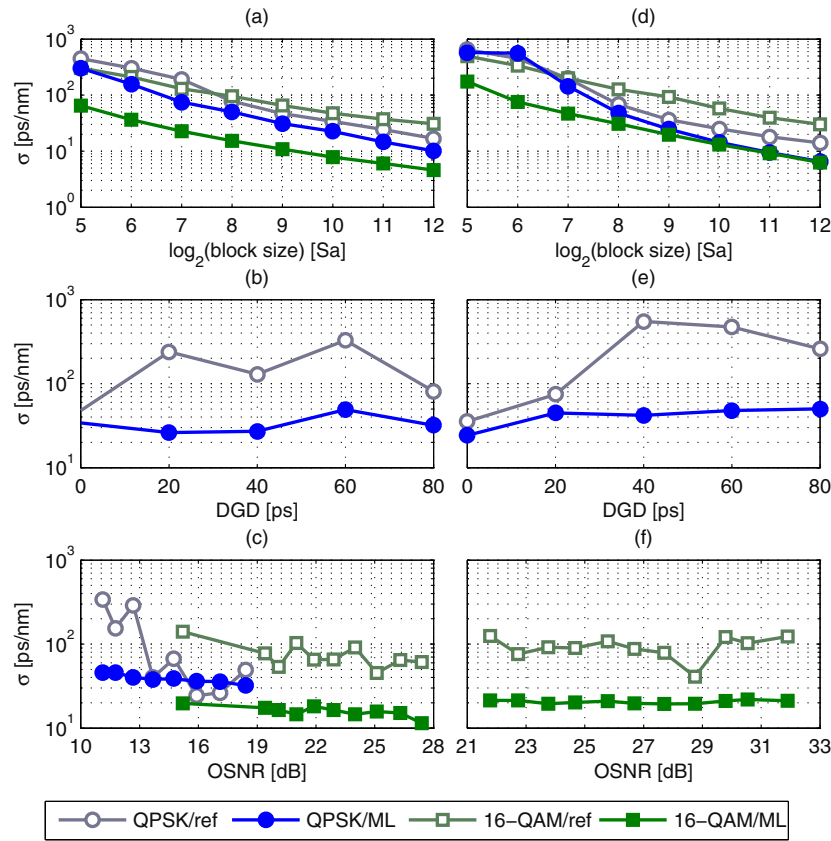 (a)
σ [ps/nm]
10³
10²
10¹
10⁰
5 6 7 8 9 10 11 12
log₂(block size) [Sa]
(d)
5 6 7 8 9 10 11 12
log₂(block size) [Sa]
(b)
σ [ps/nm]
10³
10²
10¹
0 20 40 60 80
DGD [ps]
(e)
0 20 40 60 80
DGD [ps]
(c)
σ [ps/nm]
10³
10²
10¹
10 13 16 19 22 25 28
OSNR [dB]
(f)
21 23 25 27 29 31 33
OSNR [dB]
QPSK/ref QPSK/ML 16−QAM/ref 16−QAM/ML